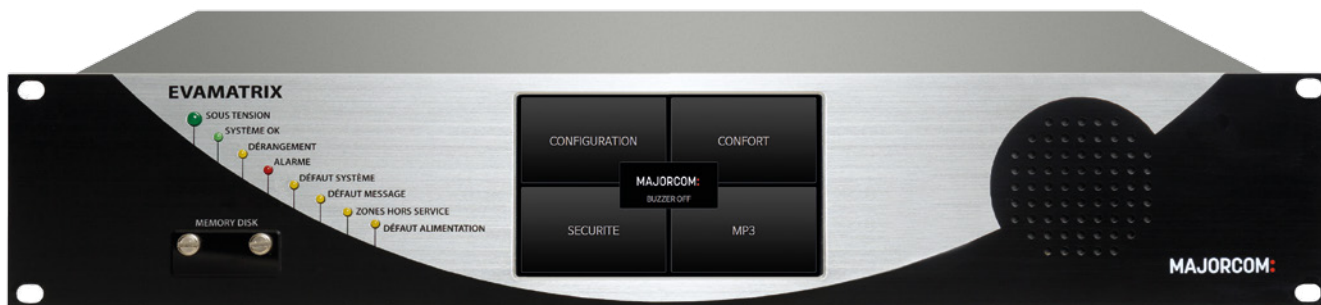 EVAMATRIX
SOUS TENSION
SYSTÈME OK
DÉRANGEMENT
ALARME
DÉFAUT SYSTÈME
DÉFAUT MESSAGE
ZONES HORS SERVICE
DÉFAUT ALIMENTATION
MEMORY DISK
CONFIGURATION
CONFORT
MAJORCOM:
BUZZER OFF
SECURITE
MP3
MAJORCOM: